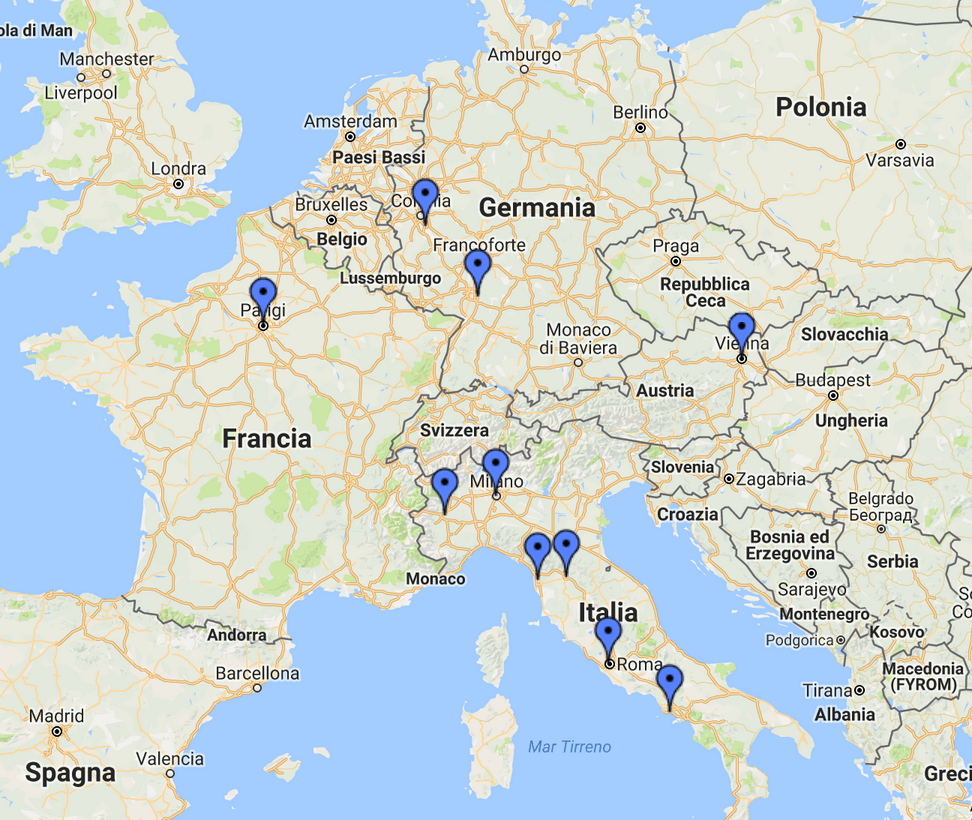 ola di Man
Manchester
Liverpool
Londra
Amburgo
Berlino
Polonia
Varsavia
Amsterdam
Paesi Bassi
Bruxelles
Belgio
Germania
Francoforte
Lussemburgo
Praga
Repubblica
Ceca
Parigi
Monaco
di Baviera
Vienna
Slovacchia
Austria
Budapest
Ungheria
Francia
Svizzera
Milano
Slovenia
Zagabria
Croazia
Belgrado
Београд
Bosnia ed
Erzegovina
Serbia
Sarajevo
Monaco
Italia
Montenegro
Kosovo
Podgorica
Andorra
Barcellona
Roma
Macedonia
(FYROM)
Tirana
Albania
Madrid
Valencia
Spagna
Mar Tirreno
Greci